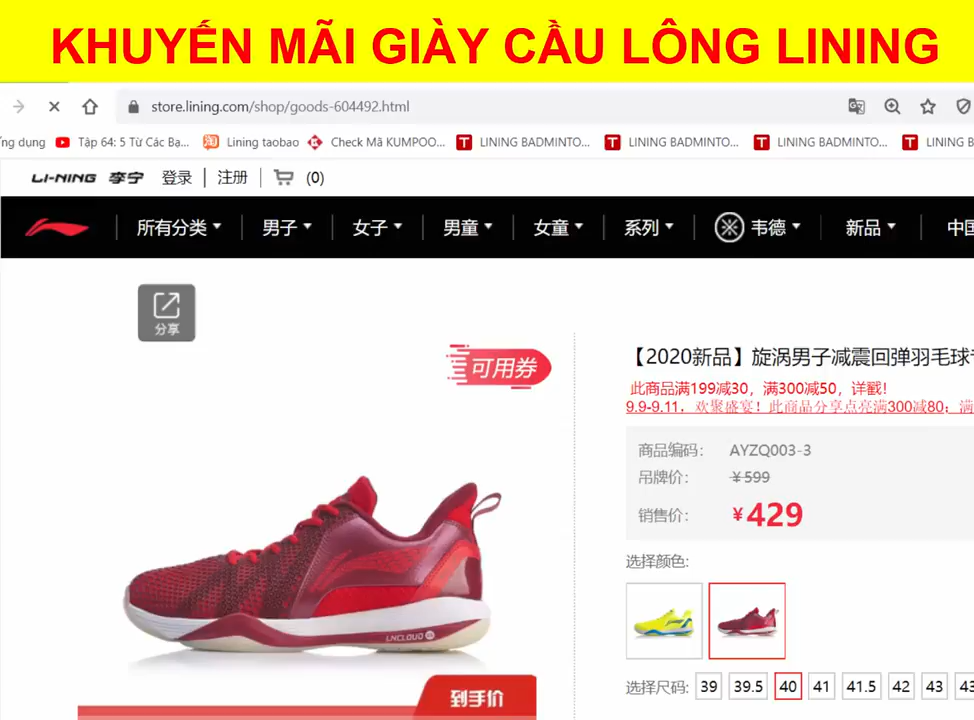 KHUYẾN MÃI GIÀY CẦU LÔNG LINING
store.lining.com/shop/goods-604492.html
ng dung Tập 64: 5 Từ Các Bạ... Lining taobao Check Mã KUMPOO... LINING BADMINTO... LINING BADMINTO... LINING BADMINTO... LINING B
LI-NING 李宁 登录 注册 (0)
所有分类 男子 女子 男童 女童 系列 韦德 新品 中国
分享
可用券
【2020新品】旋涡男子减震回弹羽毛球
此商品满199减30，满300减50，详戳！
9.9-9.11，欢聚盛宴！此商品分享点亮满300减80；满
商品编码： AYZQ003-3
吊牌价： ￥599
销售价： ￥429
选择颜色:
LNCLOUD
选择尺码: 39 39.5 40 41 41.5 42 43 43
到手价